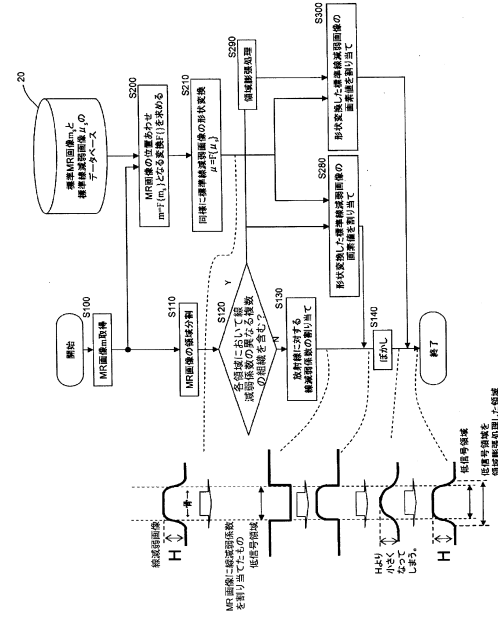 20
標準MR画像msと
標準線減弱画像μsの
データベース
開始
S100
MR画像m取得
S110
MR画像の領域分割
S120
各領域において線
減弱係数の異なる複数
の組織を含む?
Y
N
S130
放射線に対する
線減弱係数の割り当て
S140
ぼかし
終了
S200
MR画像の位置あわせ
m=F{ms}となる変換F{}を求める
S210
同様に標準線減弱画像の形状変換
μ=F{μs}
S290
領域膨張処理
S280
形状変換した標準線減弱画像の
画素値を割り当て
S300
形状変換した標準線減弱画像の
画素値を割り当て
線減弱画像
H
骨
MR画像に線減弱係数
を割り当てたもの
低信号領域
Hより
小さく
なって
しまう。
H
低信号領域
低信号領域を
領域膨張処理した領域